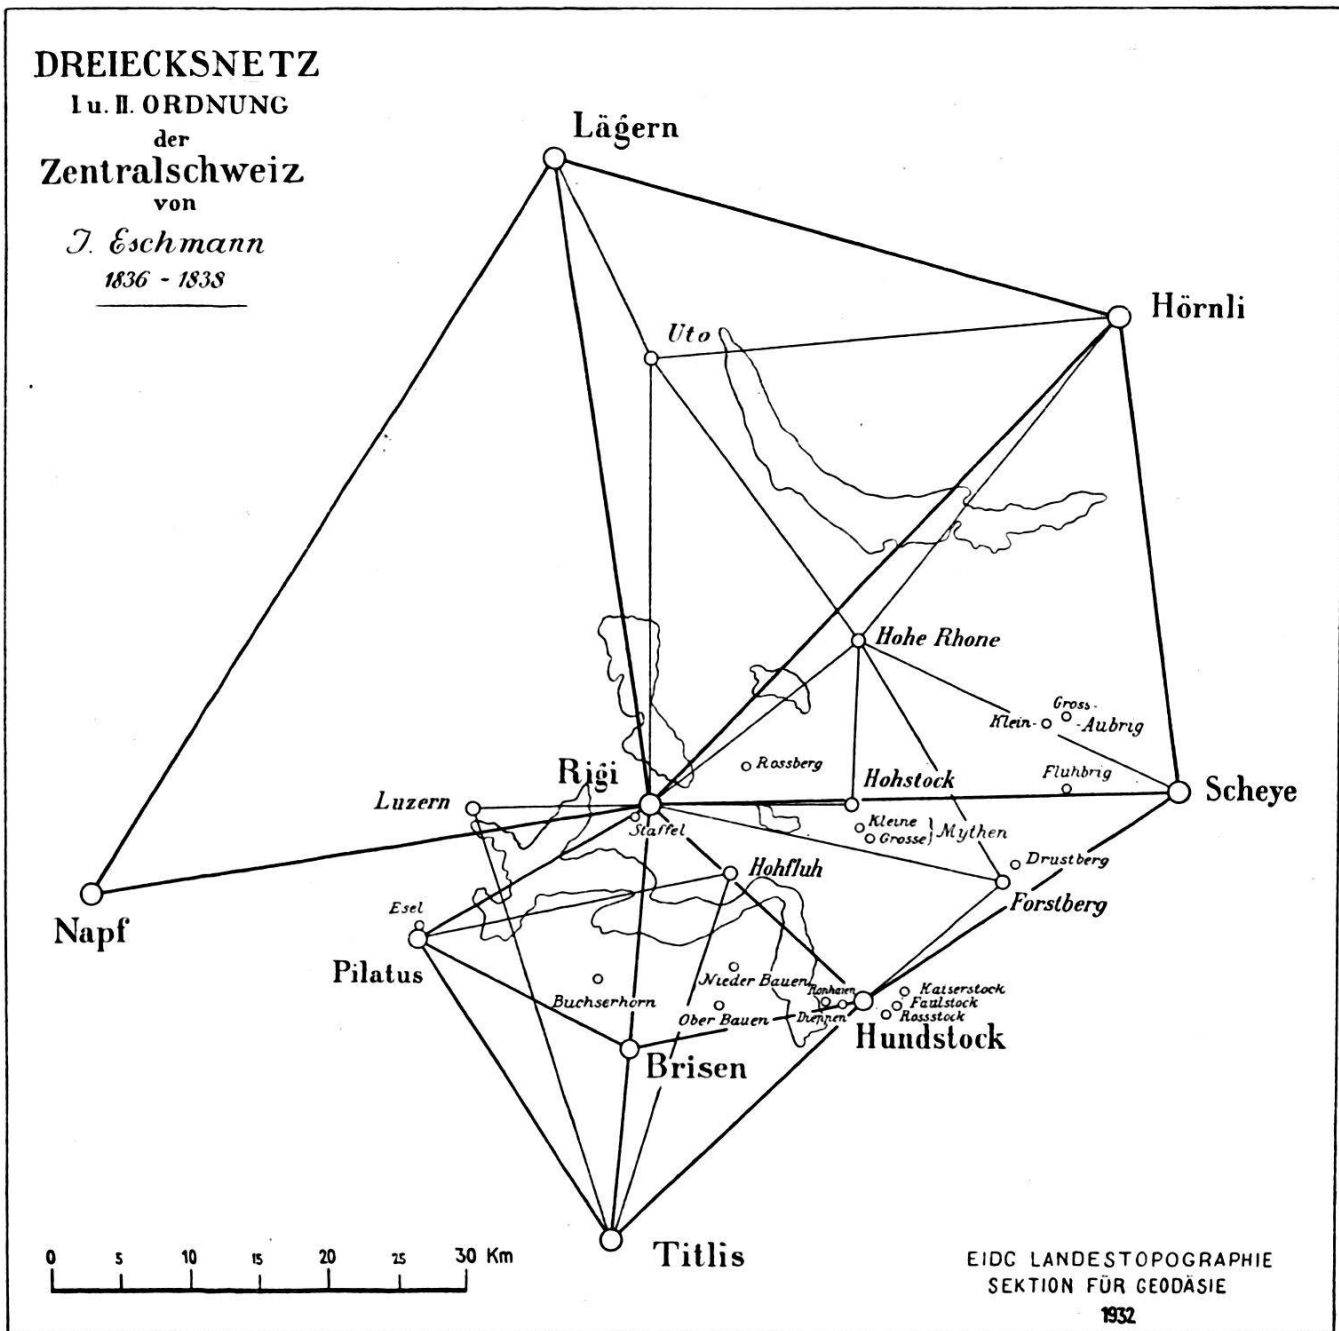 DREIECKSNETZ
I u. II. ORDNUNG
der
Zentralschweiz
von
J. Eschmann
1836 - 1838
Lägern
Hörnli
Uto
Hohe Rhone
Gross-
Klein-
-Aubrig
Rossberg
Fluhbrig
Rigi
Hohstock
Scheye
Luzern
Staffel
Kleine
Grosse} Mythen
Drustberg
Hohfluh
Forstberg
Esel
Napf
Pilatus
Nieder Bauen
Buchserhorn
Ober Bauen
Ronhaien
Dieppen
Kaiserstock
Faulstock
Rossstock
Hundstock
Brisen
Titlis
0 5 10 15 20 25 30 Km
EIDG LANDESTOPOGRAPHIE
SEKTION FÜR GEODÄSIE
1932